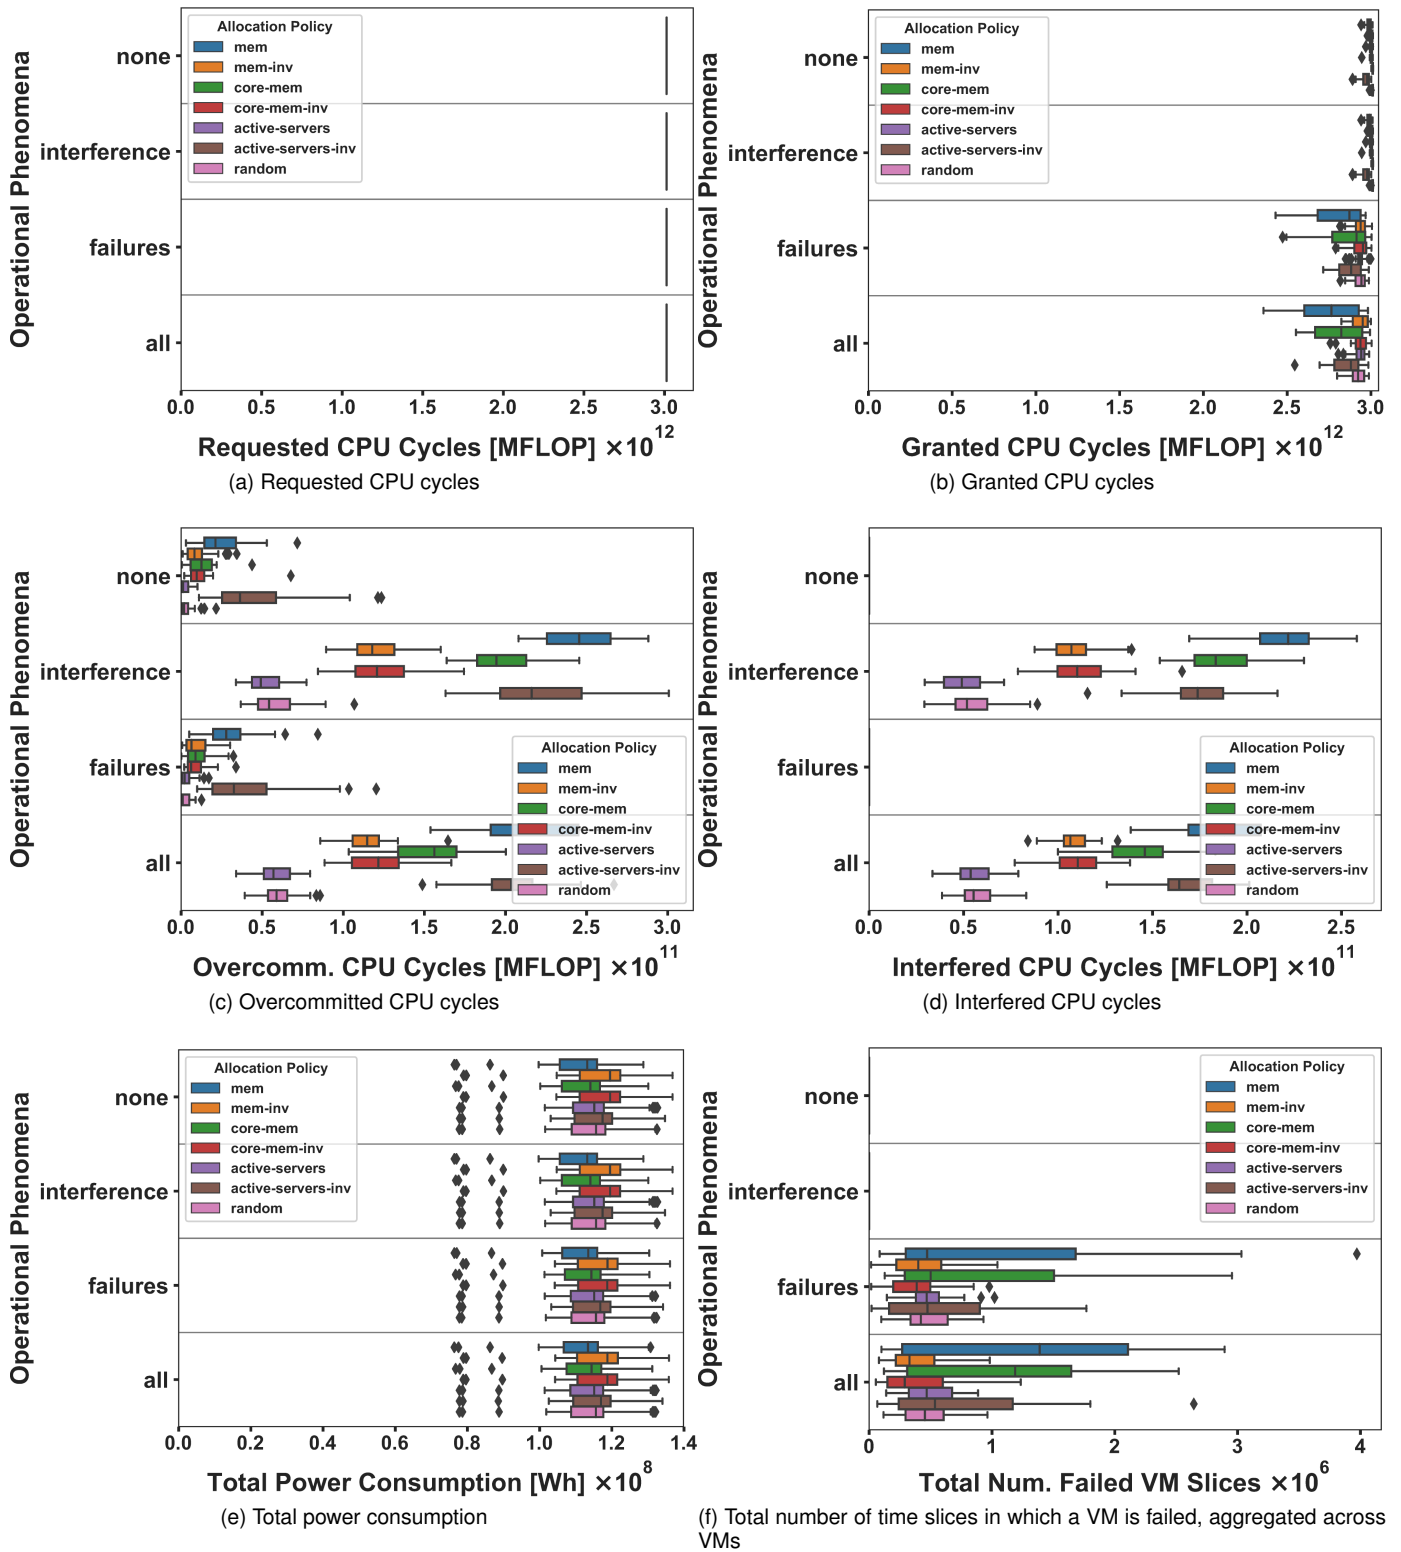 Operational Phenomena
none
interference
failures
all
Allocation Policy
mem
mem-inv
core-mem
core-mem-inv
active-servers
active-servers-inv
random
0.0 0.5 1.0 1.5 2.0 2.5 3.0
Requested CPU Cycles [MFLOP] ×10^12
(a) Requested CPU cycles
Operational Phenomena
none
interference
failures
all
Allocation Policy
mem
mem-inv
core-mem
core-mem-inv
active-servers
active-servers-inv
random
0.0 0.5 1.0 1.5 2.0 2.5 3.0
Granted CPU Cycles [MFLOP] ×10^12
(b) Granted CPU cycles
Operational Phenomena
none
interference
failures
all
Allocation Policy
mem
mem-inv
core-mem
core-mem-inv
active-servers
active-servers-inv
random
0.0 0.5 1.0 1.5 2.0 2.5 3.0
Overcomm. CPU Cycles [MFLOP] ×10^11
(c) Overcommitted CPU cycles
Operational Phenomena
none
interference
failures
all
Allocation Policy
mem
mem-inv
core-mem
core-mem-inv
active-servers
active-servers-inv
random
0.0 0.5 1.0 1.5 2.0 2.5
Interfered CPU Cycles [MFLOP] ×10^11
(d) Interfered CPU cycles
Operational Phenomena
none
interference
failures
all
Allocation Policy
mem
mem-inv
core-mem
core-mem-inv
active-servers
active-servers-inv
random
0.0 0.2 0.4 0.6 0.8 1.0 1.2 1.4
Total Power Consumption [Wh] ×10^8
(e) Total power consumption
Operational Phenomena
none
interference
failures
all
Allocation Policy
mem
mem-inv
core-mem
core-mem-inv
active-servers
active-servers-inv
random
0 1 2 3 4
Total Num. Failed VM Slices ×10^6
(f) Total number of time slices in which a VM is failed, aggregated across
VMs